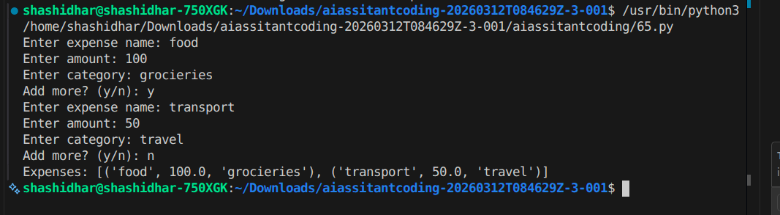 shashidhar@shashidhar-750XGK:~/Downloads/aiassitantcoding-20260312T084629Z-3-001$ /usr/bin/python3
/home/shashidhar/Downloads/aiassitantcoding-20260312T084629Z-3-001/aiassitantcoding/65.py
Enter expense name: food
Enter amount: 100
Enter category: grocieries
Add more? (y/n): y
Enter expense name: transport
Enter amount: 50
Enter category: travel
Add more? (y/n): n
Expenses: [('food', 100.0, 'grocieries'), ('transport', 50.0, 'travel')]
shashidhar@shashidhar-750XGK:~/Downloads/aiassitantcoding-20260312T084629Z-3-001$